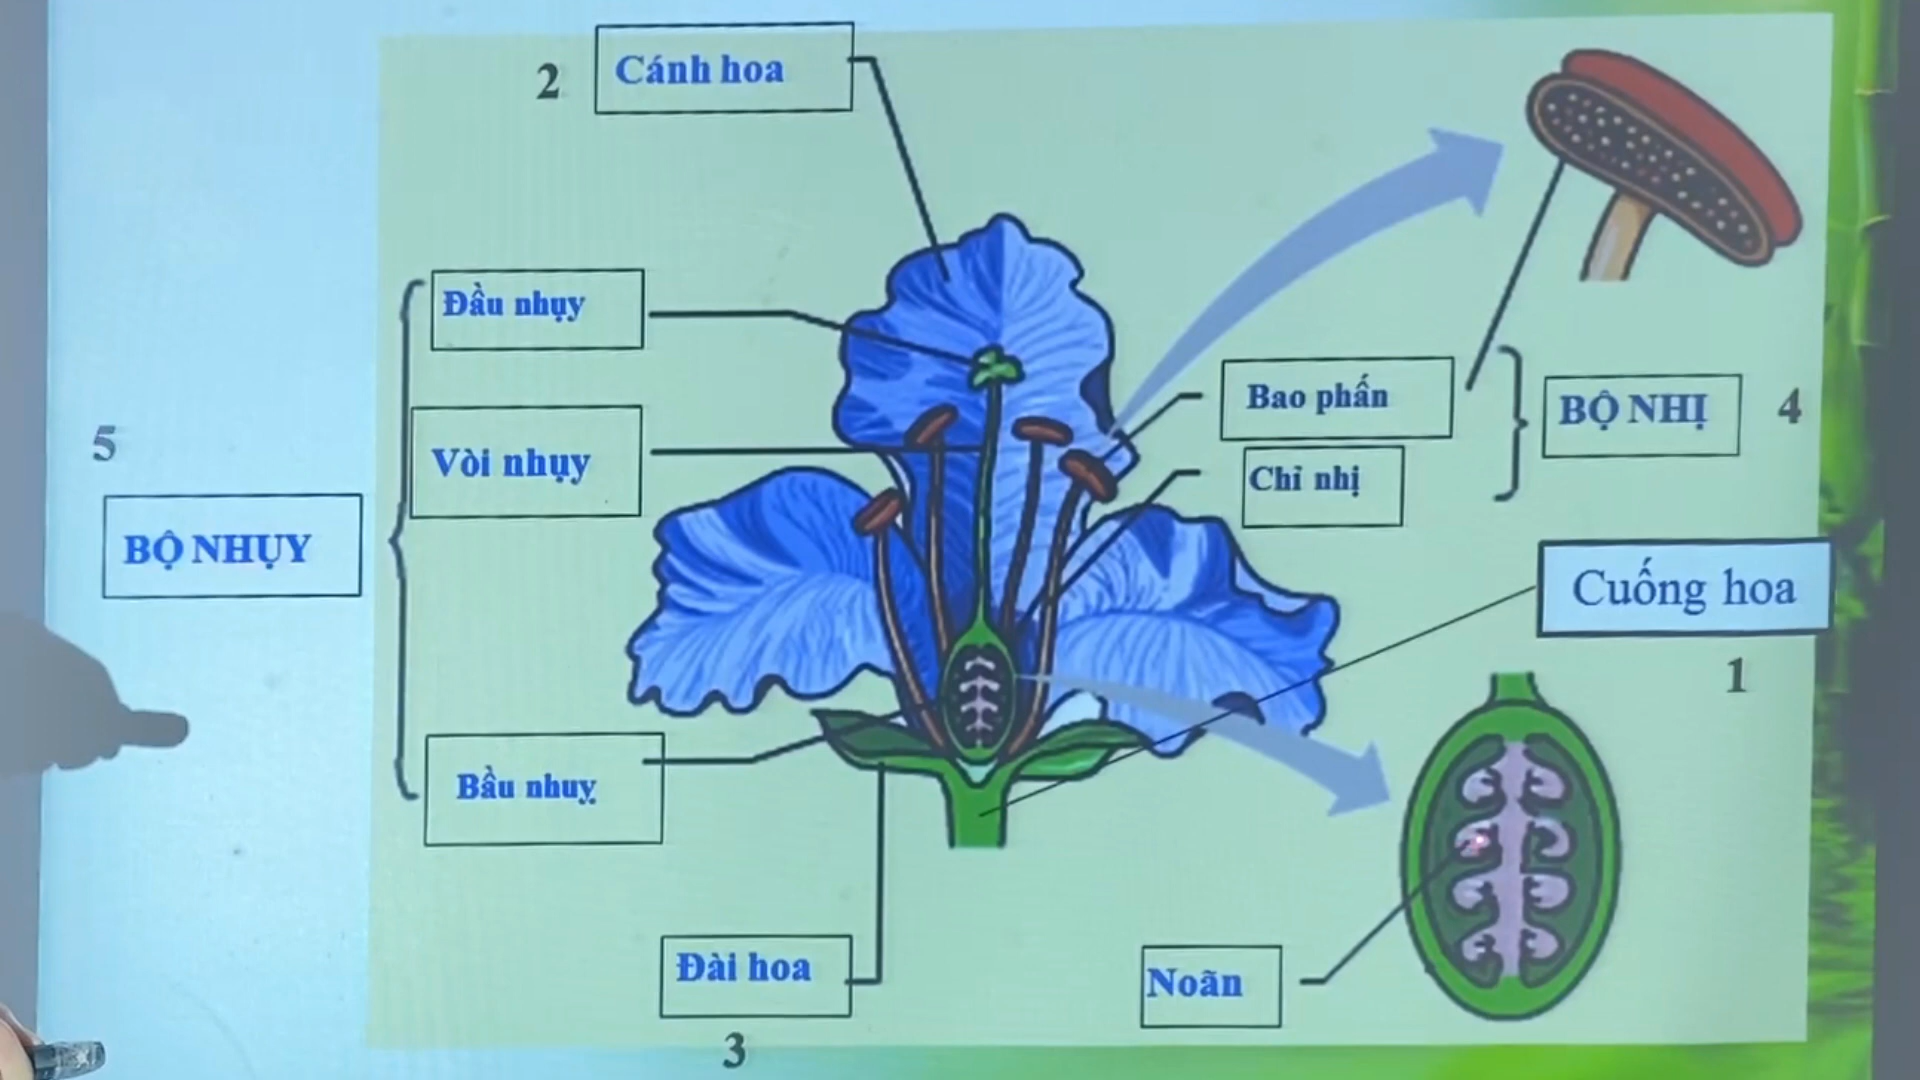 2
Cánh hoa
Đầu nhụy
Vòi nhụy
5
BỘ NHỤY
Bầu nhuỵ
Đài hoa
3
Bao phấn
Chỉ nhị
BỘ NHỊ
4
Cuống hoa
1
Noãn